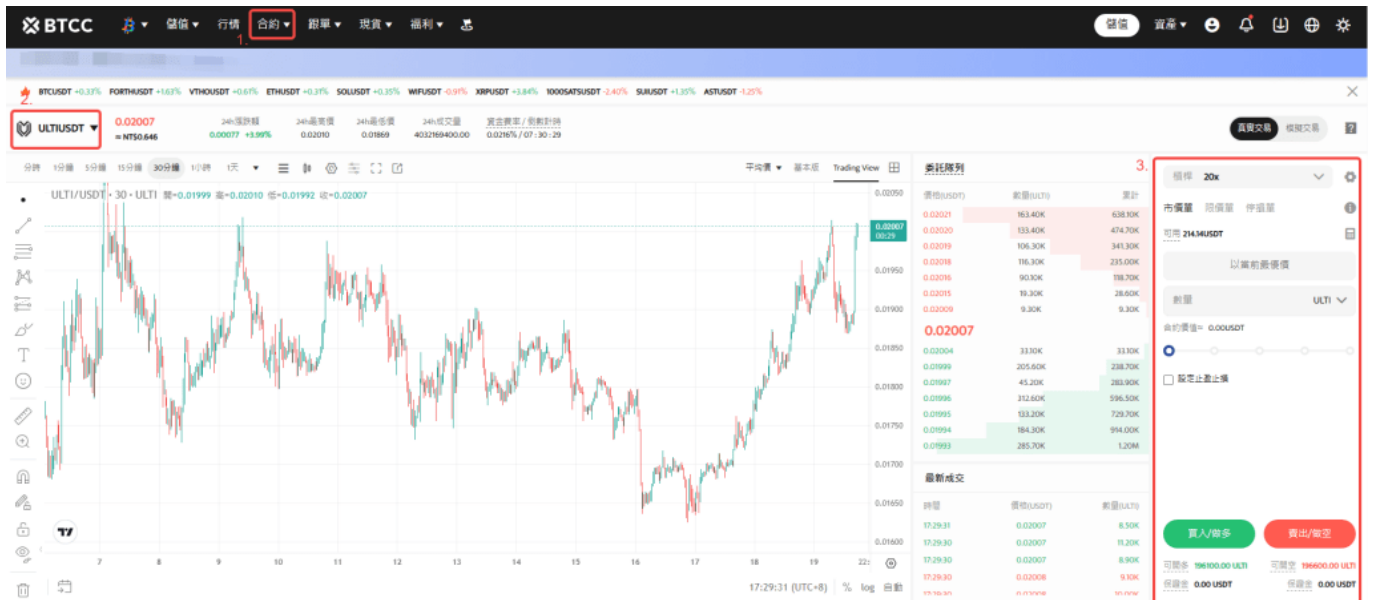 BTCC 儲值 行情 合約 跟單 現貨 福利 儲值 資產
1.
BTCUSDT +0.33% FORTHUSDT +1.63% VTHOUSDT +0.61% ETHUSDT +0.31% SOLUSDT +0.35% WIFUSDT -0.91% XRPUSDT +3.84% 1000SATSUSDT -2.40% SUIUSDT +1.35% ASTUSDT -1.25%
2.
ULTIUSDT 0.02007 24h漲跌額 24h最高價 24h最低價 24h成交量 資金費率 / 倒數計時
≈ NT$0.646 0.00077 +3.99% 0.02010 0.01869 4032169400.00 0.0216% / 07:30:29
真實交易 模擬交易
分時 1分鐘 5分鐘 15分鐘 30分鐘 1小時 1天 平均價 基本版 Trading View
ULTI/USDT · 30 · ULTI 開=0.01999 高=0.02010 低=0.01992 收=0.02007
0.02050
0.02007
00:29
0.01950
0.01900
0.01850
0.01800
0.01750
0.01700
0.01650
0.01600
7 8 9 10 11 12 13 14 15 16 17 18 19 22:
17:29:31 (UTC+8) % log 自動
委託隊列
價格(USDT) 數量(ULTI) 累計
0.02021 163.40K 638.10K
0.02020 133.40K 474.70K
0.02019 106.30K 341.30K
0.02018 116.30K 235.00K
0.02016 90.10K 118.70K
0.02015 19.30K 28.60K
0.02009 9.30K 9.30K
0.02007
0.02004 33.10K 33.10K
0.01999 205.60K 238.70K
0.01997 45.20K 283.90K
0.01996 312.60K 596.50K
0.01995 133.20K 729.70K
0.01994 184.30K 914.00K
0.01993 285.70K 1.20M
最新成交
時間 價格(USDT) 數量(ULTI)
17:29:31 0.02007 8.50K
17:29:30 0.02007 11.20K
17:29:30 0.02007 8.90K
17:29:30 0.02008 9.10K
17:29:30 0.02008 10.00K
3.
槓桿 20x
市價單 限價單 停損單
可用 214.14USDT
以當前最優價
數量 ULTI
合約價值≈ 0.00USDT
設定止盈止損
買入/做多 賣出/做空
可開多 196100.00 ULTI 可開空 196600.00 ULTI
保證金 0.00 USDT 保證金 0.00 USDT